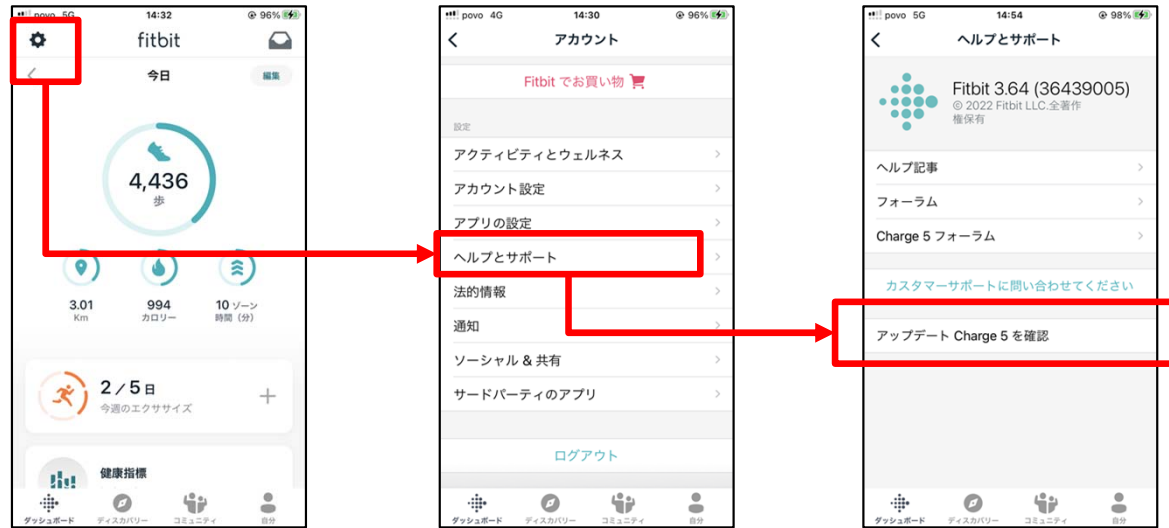 povo 5G 14:32 96%
fitbit
今日 編集
4,436
歩
3.01 994 10 ゾーン
Km カロリー 時間（分）
2／5日
今週のエクササイズ
健康指標
ダッシュボード ディスカバリー コミュニティ 自分
povo 4G 14:30 96%
アカウント
Fitbit でお買い物
設定
アクティビティとウェルネス
アカウント設定
アプリの設定
ヘルプとサポート
法的情報
通知
ソーシャル & 共有
サードパーティのアプリ
ログアウト
ダッシュボード ディスカバリー コミュニティ 自分
povo 5G 14:54 98%
ヘルプとサポート
Fitbit 3.64 (36439005)
© 2022 Fitbit LLC.全著作
権保有
ヘルプ記事
フォーラム
Charge 5 フォーラム
カスタマーサポートに問い合わせてください
アップデート Charge 5 を確認
ダッシュボード ディスカバリー コミュニティ 自分